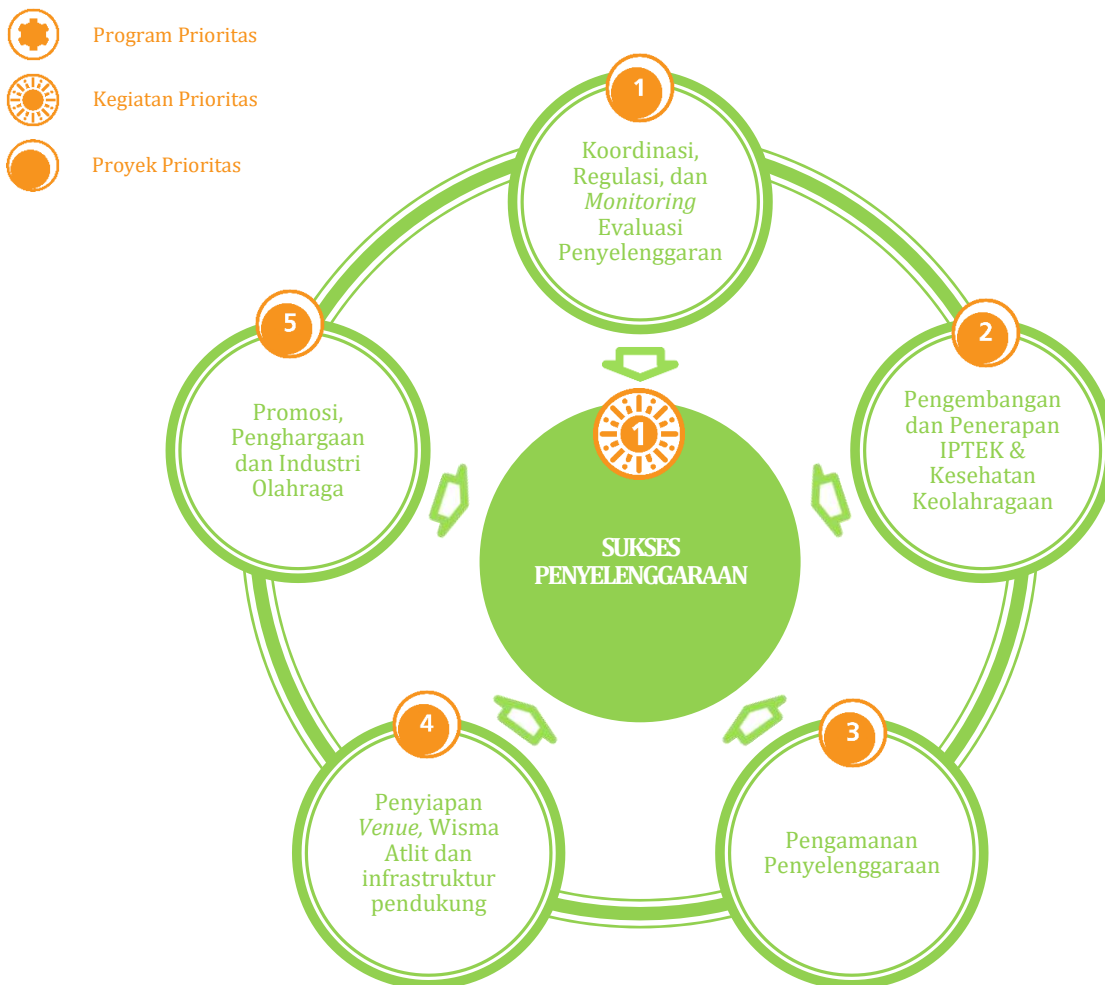 Program Prioritas
Kegiatan Prioritas
Proyek Prioritas
1
Koordinasi,
Regulasi, dan
Monitoring
Evaluasi
Penyelenggaran
2
Pengembangan
dan Penerapan
IPTEK &
Kesehatan
Keolahragaan
3
Pengamanan
Penyelenggaraan
4
Penyiapan
Venue, Wisma
Atlit dan
infrastruktur
pendukung
5
Promosi,
Penghargaan
dan Industri
Olahraga
1
SUKSES
PENYELENGGARAAN